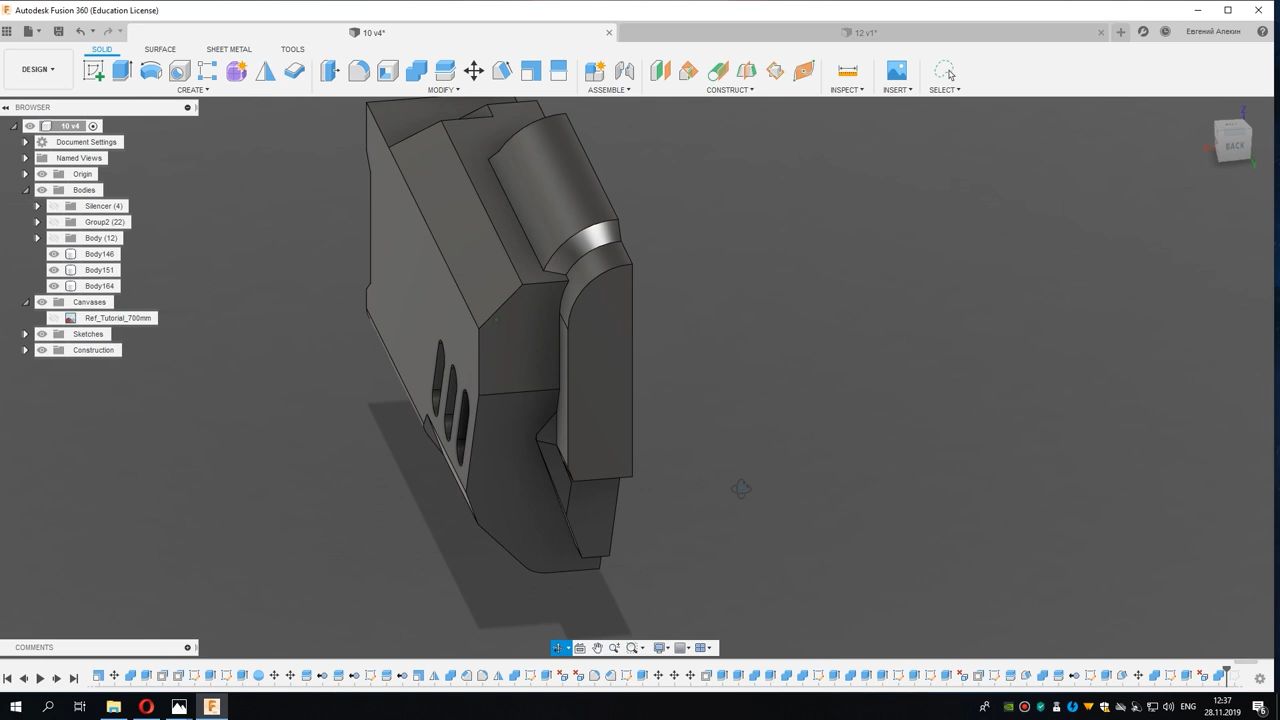 Autodesk Fusion 360 (Education License)
10 v4*
12 v1*
Евгений Апекин
SOLID
SURFACE
SHEET METAL
TOOLS
DESIGN
CREATE
MODIFY
ASSEMBLE
CONSTRUCT
INSPECT
INSERT
SELECT
BROWSER
10 v4
Document Settings
Named Views
Origin
Bodies
Silencer (4)
Group2 (22)
Body (12)
Body146
Body151
Body164
Canvases
Ref_Tutorial_700mm
Sketches
Construction
Z
BACK
Y
COMMENTS
ENG
12:37
28.11.2019
6